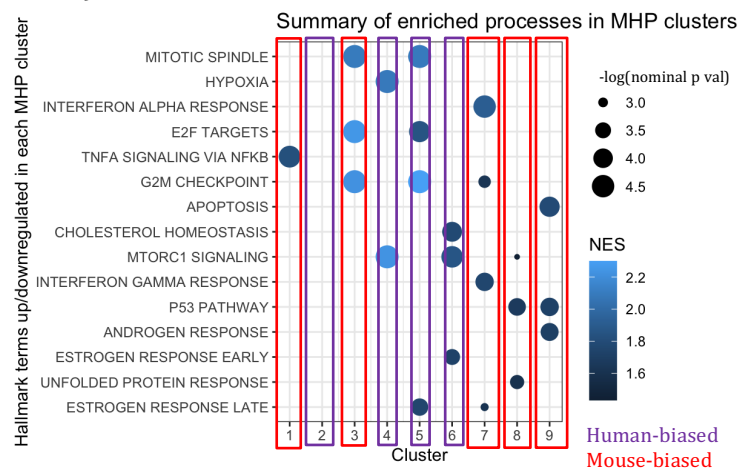 Summary of enriched processes in MHP clusters
Hallmark terms up/downregulated in each MHP cluster
MITOTIC SPINDLE
HYPOXIA
INTERFERON ALPHA RESPONSE
E2F TARGETS
TNFA SIGNALING VIA NFKB
G2M CHECKPOINT
APOPTOSIS
CHOLESTEROL HOMEOSTASIS
MTORC1 SIGNALING
INTERFERON GAMMA RESPONSE
P53 PATHWAY
ANDROGEN RESPONSE
ESTROGEN RESPONSE EARLY
UNFOLDED PROTEIN RESPONSE
ESTROGEN RESPONSE LATE
1 2 3 4 5 6 7 8 9
Cluster
-log(nominal p val)
3.0
3.5
4.0
4.5
NES
2.2
2.0
1.8
1.6
Human-biased
Mouse-biased